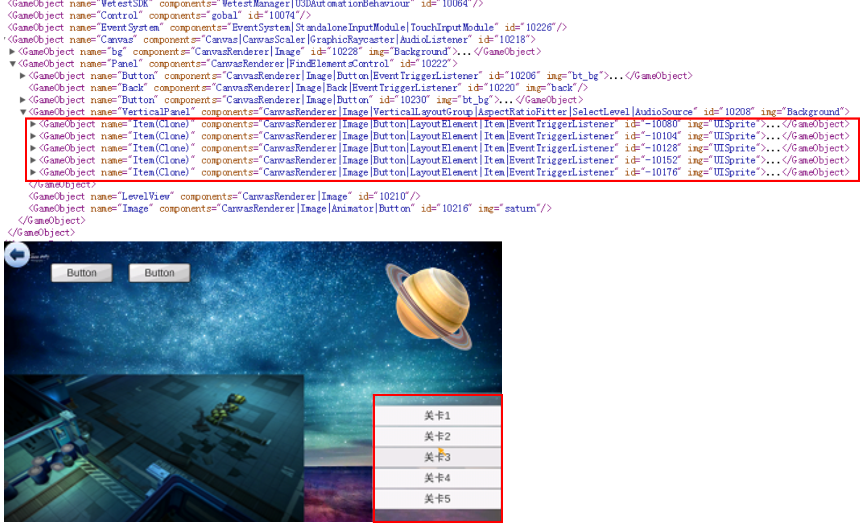 <GameObject name="WetestSDK" components="WetestManager|U3DAutomationBehaviour" id="10064"/>
<GameObject name="Control" components="gobal" id="10074"/>
<GameObject name="EventSystem" components="EventSystem|StandaloneInputModule|TouchInputModule" id="10226"/>
<GameObject name="Canvas" components="Canvas|CanvasScaler|GraphicRaycaster|AudioListener" id="10218">
<GameObject name="bg" components="CanvasRenderer|Image" id="10228" img="Background">...</GameObject>
<GameObject name="Panel" components="CanvasRenderer|FindElementsControl" id="10222">
<GameObject name="Button" components="CanvasRenderer|Image|Button|EventTriggerListener" id="10206" img="bt_bg">...</GameObject>
<GameObject name="Back" components="CanvasRenderer|Image|Back|EventTriggerListener" id="10220" img="back"/>
<GameObject name="Button" components="CanvasRenderer|Image|Button" id="10230" img="bt_bg">...</GameObject>
<GameObject name="VerticalPanel" components="CanvasRenderer|Image|VerticalLayoutGroup|AspectRatioFitter|SelectLevel|AudioSource" id="10208" img="Background">
<GameObject name="Item(Clone)" components="CanvasRenderer|Image|Button|LayoutElement|Item|EventTriggerListener" id="-10080" img="UISprite">...</GameObject>
<GameObject name="Item(Clone)" components="CanvasRenderer|Image|Button|LayoutElement|Item|EventTriggerListener" id="-10104" img="UISprite">...</GameObject>
<GameObject name="Item(Clone)" components="CanvasRenderer|Image|Button|LayoutElement|Item|EventTriggerListener" id="-10128" img="UISprite">...</GameObject>
<GameObject name="Item(Clone)" components="CanvasRenderer|Image|Button|LayoutElement|Item|EventTriggerListener" id="-10152" img="UISprite">...</GameObject>
<GameObject name="Item(Clone)" components="CanvasRenderer|Image|Button|LayoutElement|Item|EventTriggerListener" id="-10176" img="UISprite">...</GameObject>
</GameObject>
<GameObject name="LevelView" components="CanvasRenderer|Image" id="10210"/>
<GameObject name="Image" components="CanvasRenderer|Image|Animator|Button" id="10216" img="saturn"/>
</GameObject>
</GameObject>
Button
Button
关卡1
关卡2
关卡3
关卡4
关卡5